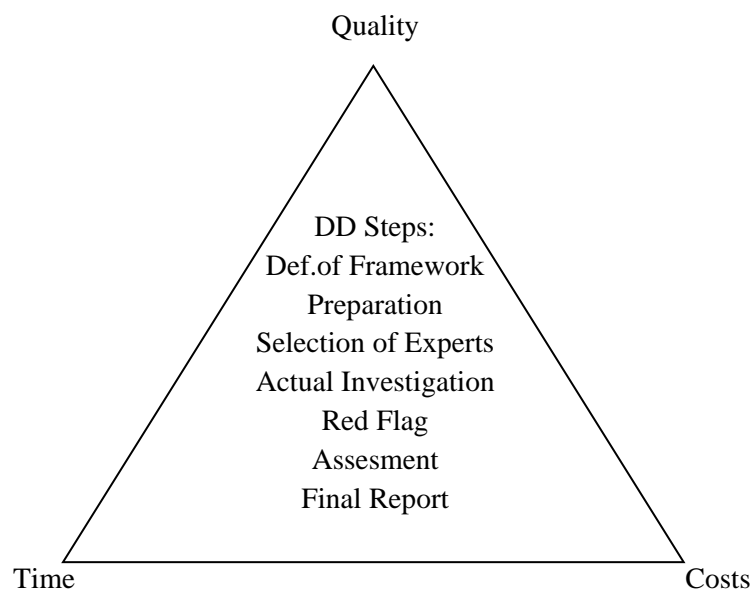 Quality
DD Steps:
Def.of Framework
Preparation
Selection of Experts
Actual Investigation
Red Flag
Assesment
Final Report
Time
Costs